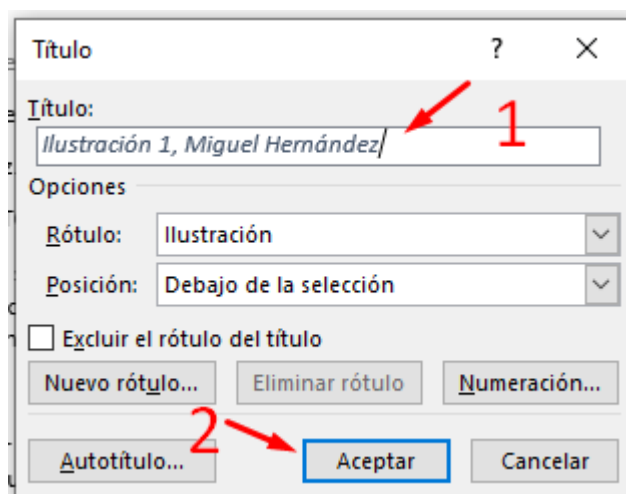 Título ? X
Título:
Ilustración 1, Miguel Hernández
1
Opciones
Rótulo: Ilustración
Posición: Debajo de la selección
Excluir el rótulo del título
Nuevo rótulo... Eliminar rótulo Numeración...
2
Autotítulo... Aceptar Cancelar